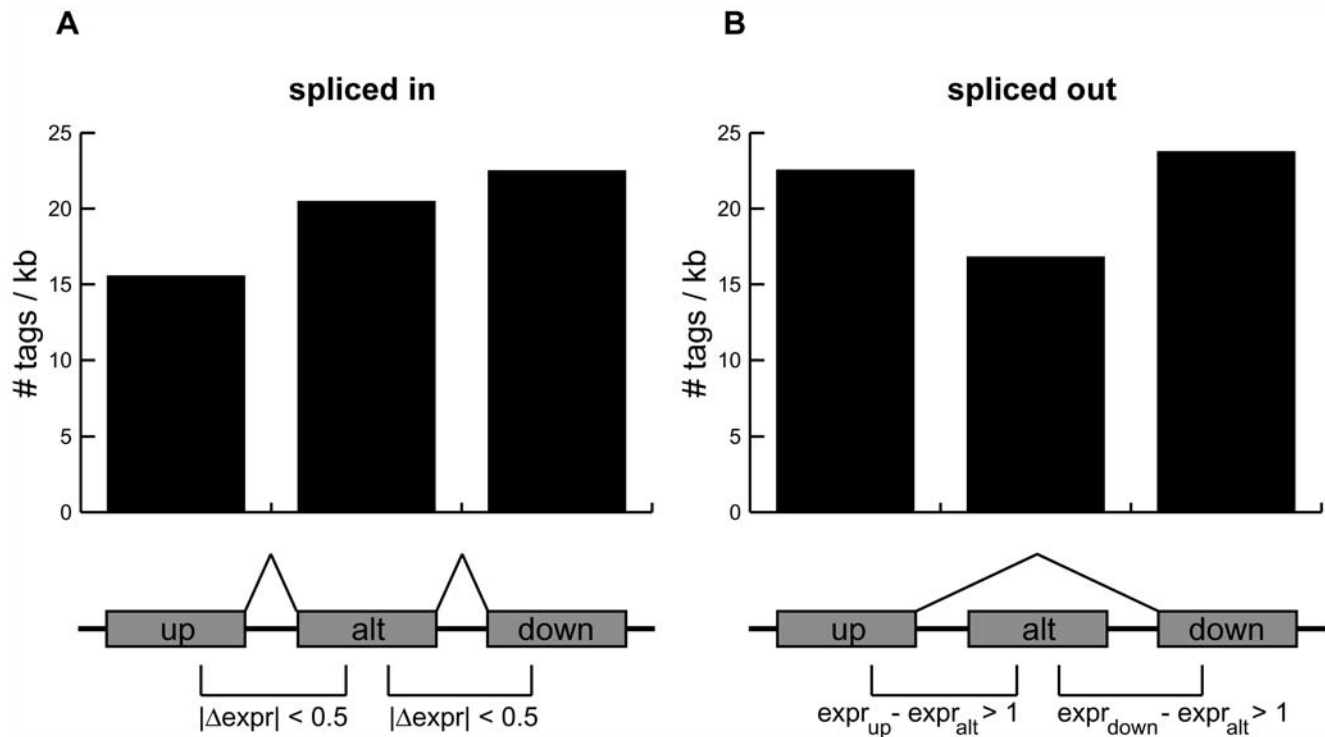 A
B
spliced in
spliced out
# tags / kb
25
20
15
10
5
0
# tags / kb
25
20
15
10
5
0
up
alt
down
up
alt
down
|Δexpr| < 0.5
|Δexpr| < 0.5
expr_up - expr_alt > 1
expr_down - expr_alt > 1